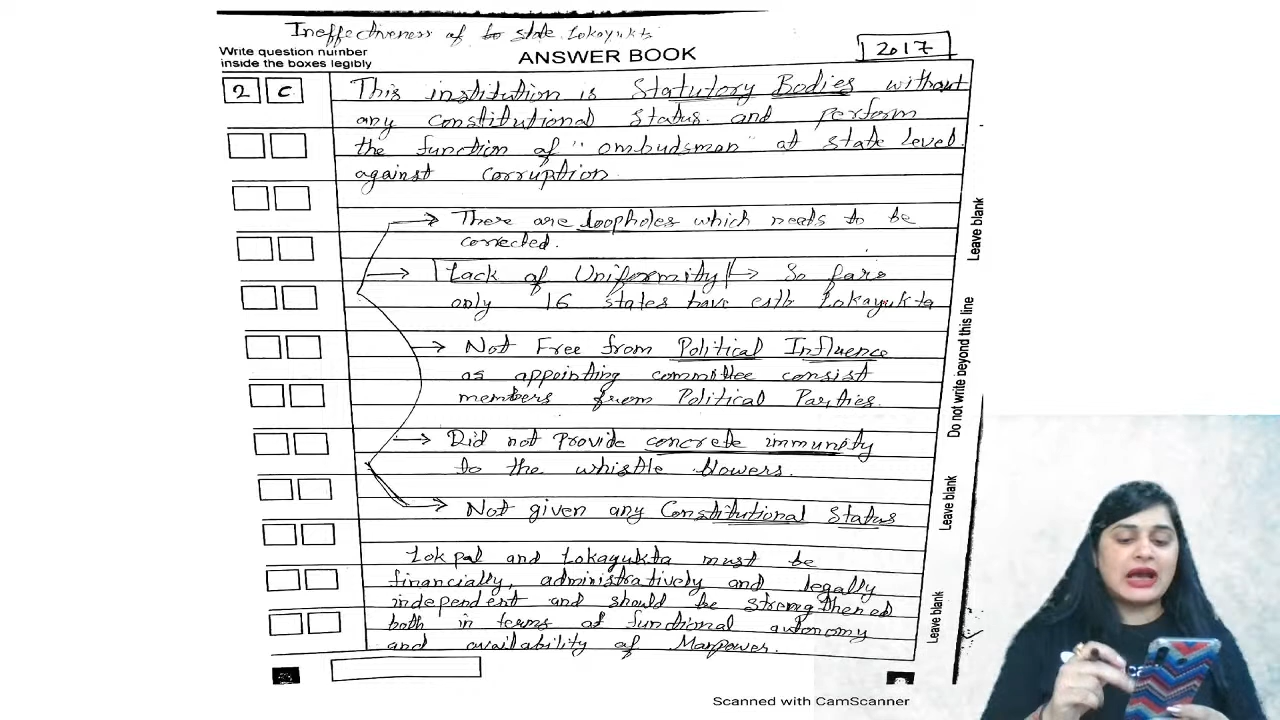 Ineffectiveness of state Lokayukta
Write question number
inside the boxes legibly
ANSWER BOOK
2017
2 C
This institution is Statutory Bodies without
any constitutional status. and perform
the function of "ombudsman" at state level.
against corruption.
→ There are loopholes which needs to be
corrected.
→ Lack of Uniformity → So fars
only 16 states have estb Lokayukta
→ Not Free from Political Influence
as appointing committee consist
members from Political Parties.
→ Did not provide concrete immunity
to the whistle blowers.
→ Not given any Constitutional Status
Lokpal and Lokayukta must be
financially, administratively and legally
independent and should be strengthened
both in terms of functional autonomy
and availability of Manpower.
Leave blank
Do not write beyond this line
Leave blank
Leave blank
Scanned with CamScanner